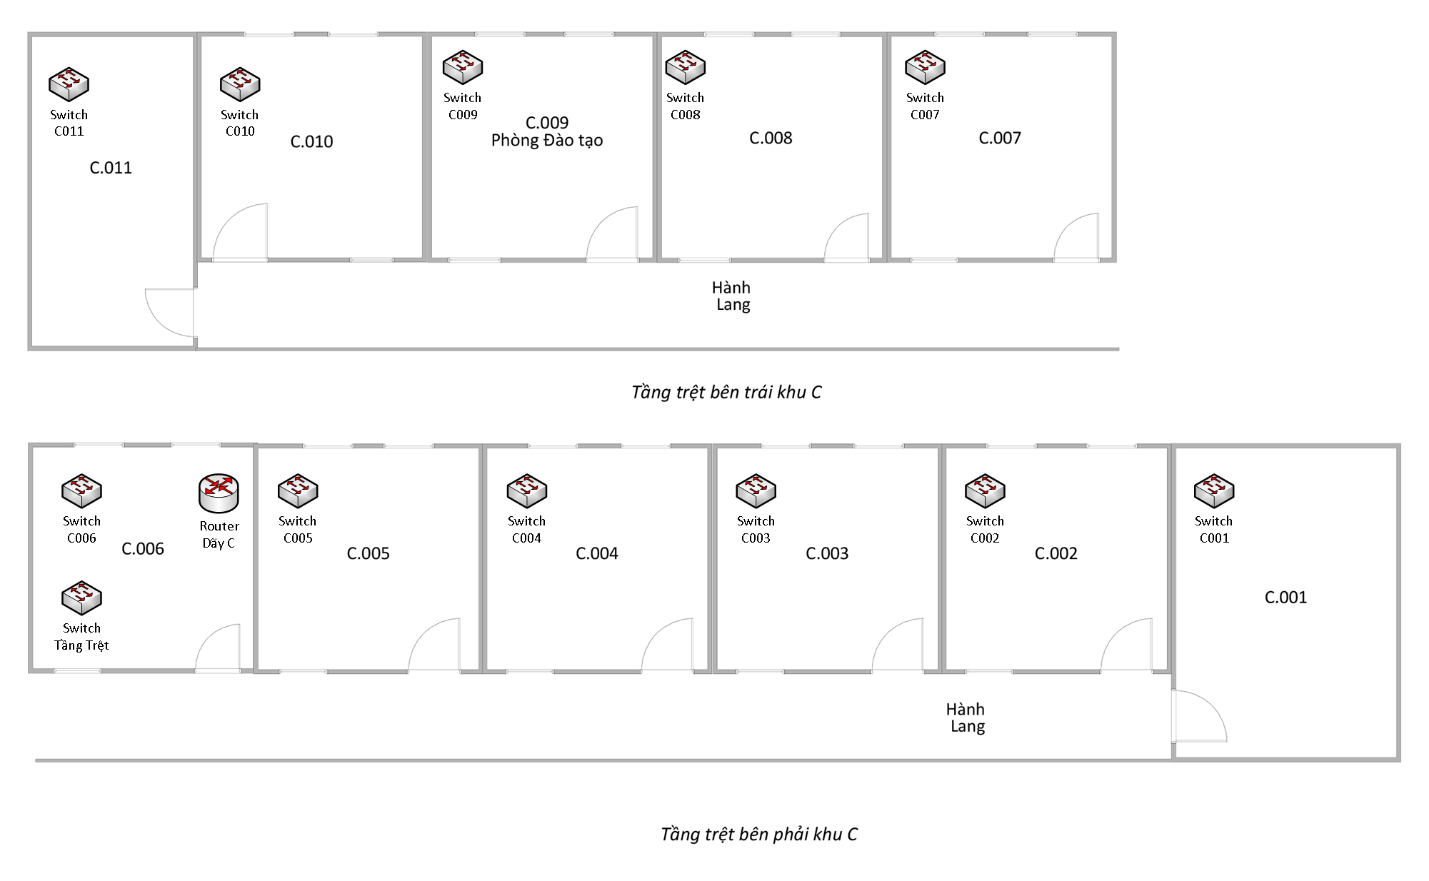 Switch
C011
C.011
Switch
C010
C.010
Switch
C009
C.009
Phòng Đào tạo
Switch
C008
C.008
Switch
C007
C.007
Hành
Lang
Tầng trệt bên trái khu C
Switch
C006
C.006
Router
Dãy C
Switch
Tầng Trệt
Switch
C005
C.005
Switch
C004
C.004
Switch
C003
C.003
Switch
C002
C.002
Switch
C001
C.001
Hành
Lang
Tầng trệt bên phải khu C